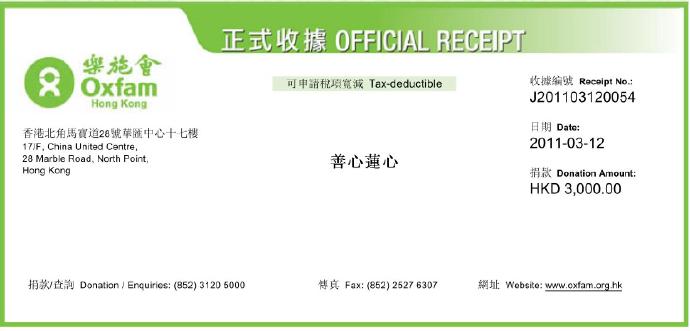 正式收據 OFFICIAL RECEIPT
樂施會
Oxfam
Hong Kong
可申請稅項寬減 Tax-deductible
收據編號 Receipt No.:
J201103120054
香港北角馬寶道28號華匯中心十七樓
17/F, China United Centre,
28 Marble Road, North Point,
Hong Kong
日期 Date:
2011-03-12
善心蓮心
捐款 Donation Amount:
HKD 3,000.00
捐款/查詢 Donation / Enquiries: (852) 3120 5000
傳真 Fax: (852) 2527 6307
網址 Website: www.oxfam.org.hk